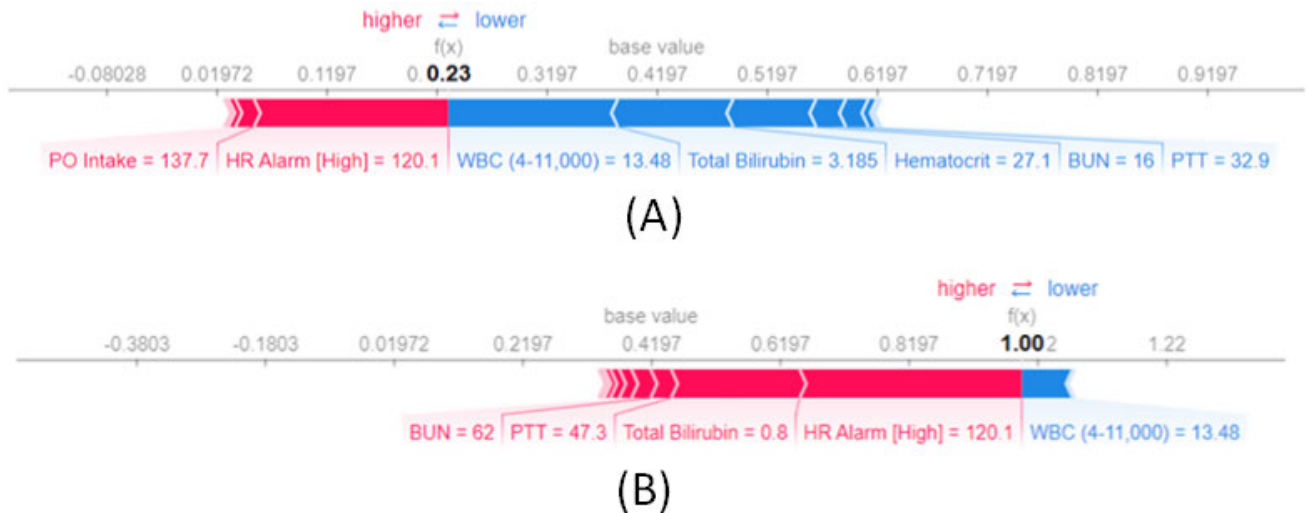 higher ⇄ lower
f(x) base value
-0.08028 0.01972 0.1197 0. 0.23 0.3197 0.4197 0.5197 0.6197 0.7197 0.8197 0.9197
PO Intake = 137.7 HR Alarm [High] = 120.1 WBC (4-11,000) = 13.48 Total Bilirubin = 3.185 Hematocrit = 27.1 BUN = 16 PTT = 32.9
(A)
higher ⇄ lower
base value f(x)
-0.3803 -0.1803 0.01972 0.2197 0.4197 0.6197 0.8197 1.00 2 1.22
BUN = 62 PTT = 47.3 Total Bilirubin = 0.8 HR Alarm [High] = 120.1 WBC (4-11,000) = 13.48
(B)